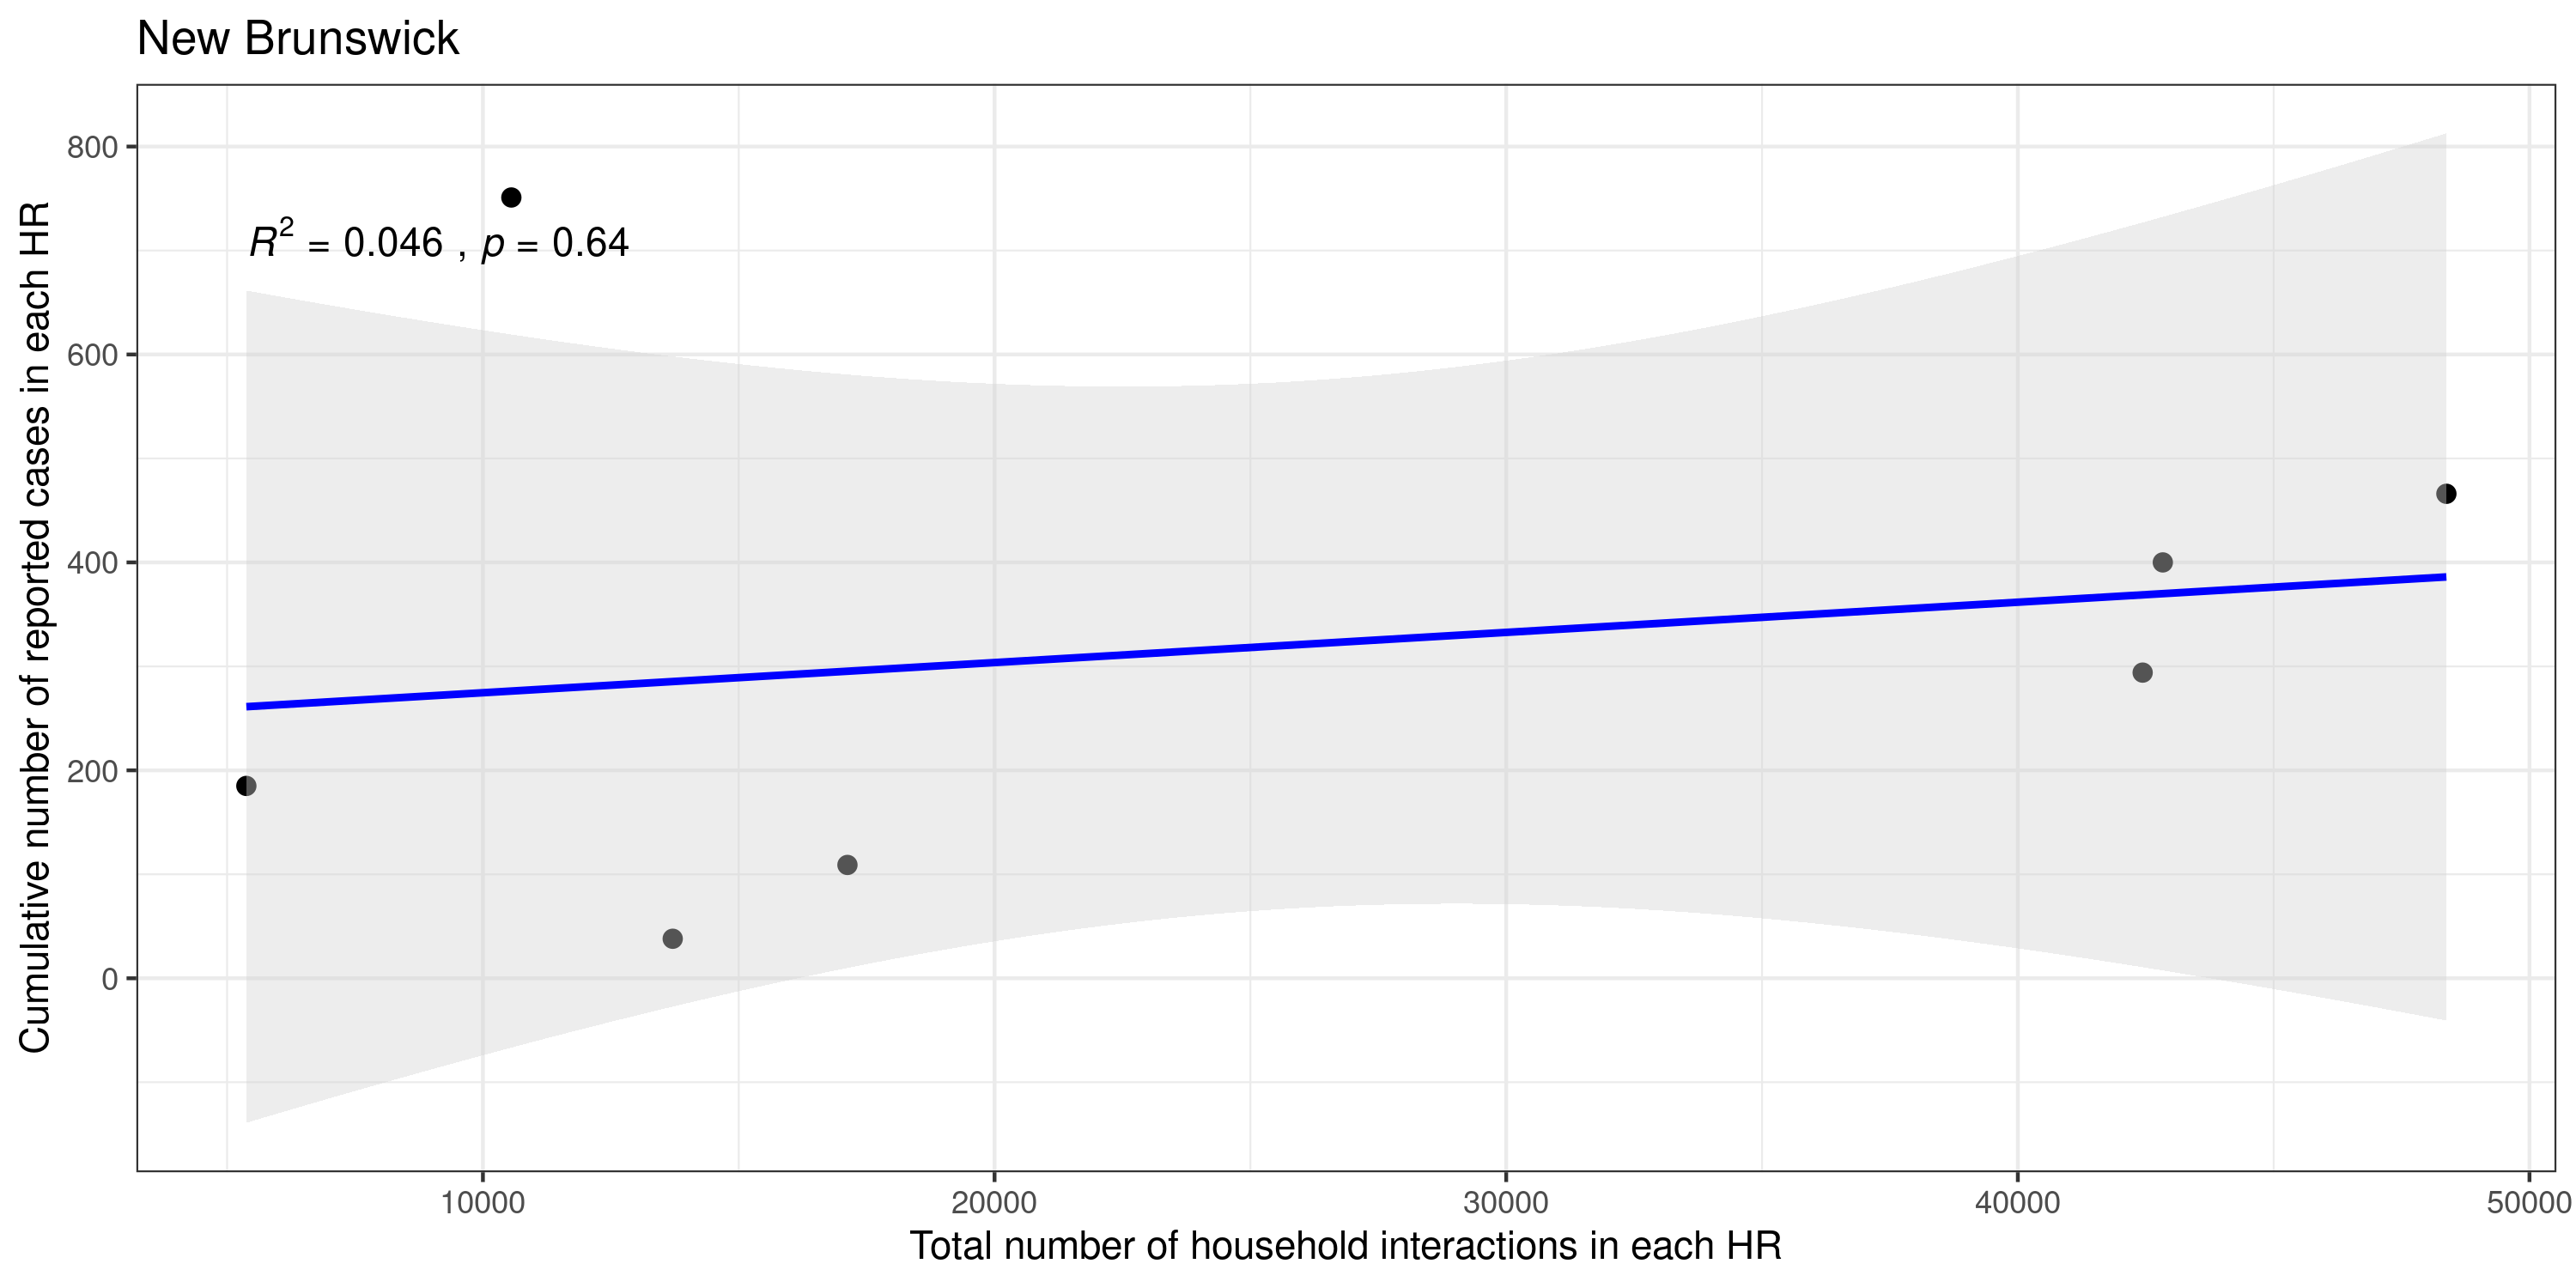 New Brunswick
Cumulative number of reported cases in each HR
800
600
400
200
0
R² = 0.046 , p = 0.64
10000 20000 30000 40000 50000
Total number of household interactions in each HR